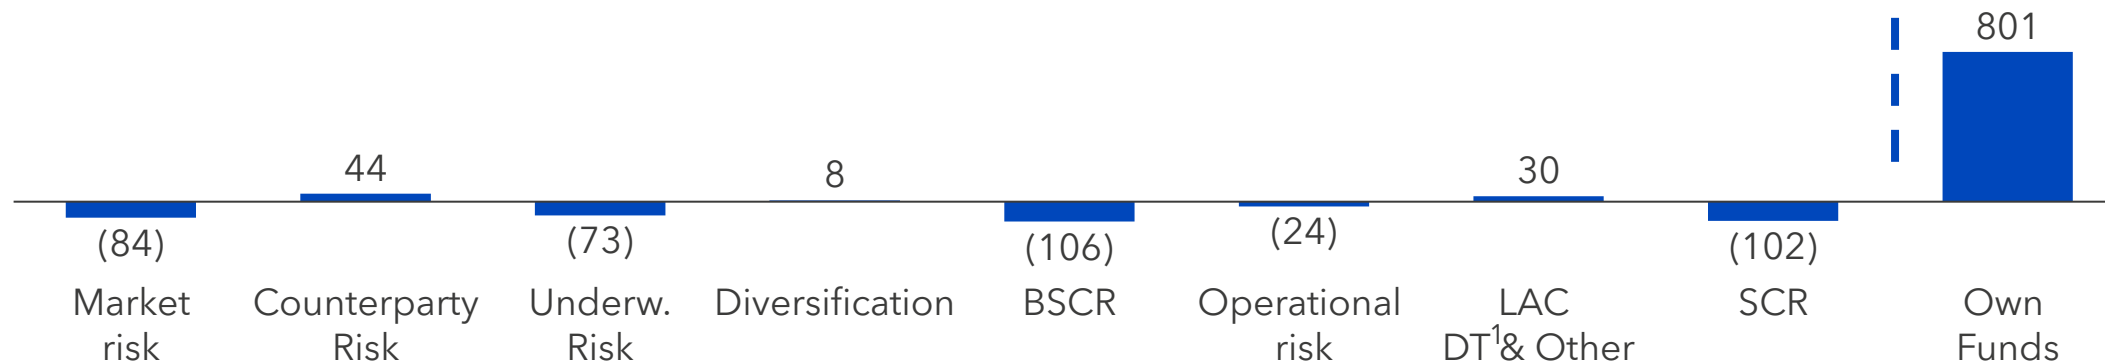 801
44
8
30
(84)
(73)
(106)
(24)
(102)
Market
risk
Counterparty
Risk
Underw.
Risk
Diversification
BSCR
Operational
risk
LAC
DT¹& Other
SCR
Own
Funds